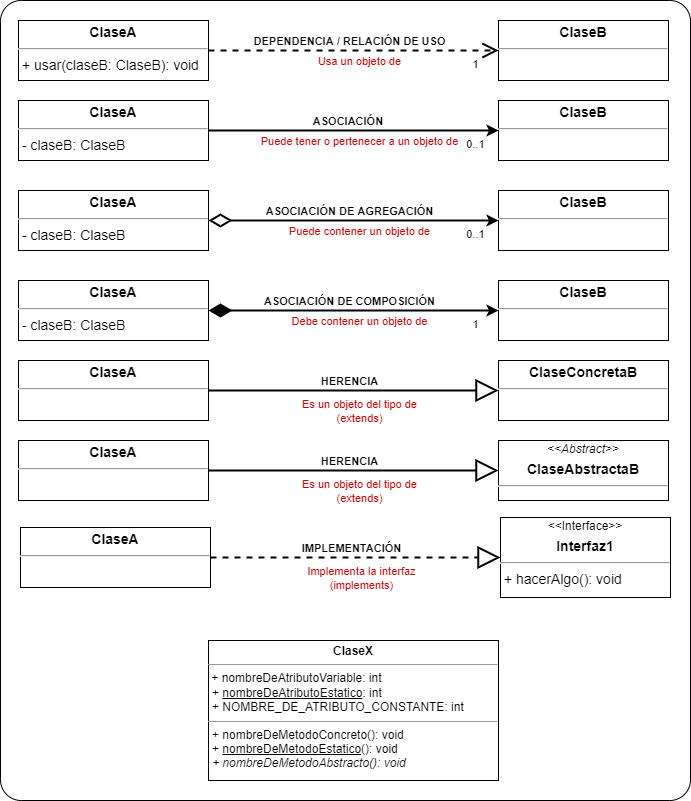 ClaseA
+ usar(claseB: ClaseB): void
DEPENDENCIA / RELACIÓN DE USO
Usa un objeto de
1
ClaseB
ClaseA
- claseB: ClaseB
ASOCIACIÓN
Puede tener o pertenecer a un objeto de
0..1
ClaseB
ClaseA
- claseB: ClaseB
ASOCIACIÓN DE AGREGACIÓN
Puede contener un objeto de
0..1
ClaseB
ClaseA
- claseB: ClaseB
ASOCIACIÓN DE COMPOSICIÓN
Debe contener un objeto de
1
ClaseB
ClaseA
HERENCIA
Es un objeto del tipo de
(extends)
ClaseConcretaB
ClaseA
HERENCIA
Es un objeto del tipo de
(extends)
<<Abstract>>
ClaseAbstractaB
ClaseA
IMPLEMENTACIÓN
Implementa la interfaz
(implements)
<<Interface>>
Interfaz1
+ hacerAlgo(): void
ClaseX
+ nombreDeAtributoVariable: int
+ nombreDeAtributoEstatico: int
+ NOMBRE_DE_ATRIBUTO_CONSTANTE: int
+ nombreDeMetodoConcreto(): void
+ nombreDeMetodoEstatico(): void
+ nombreDeMetodoAbstracto(): void